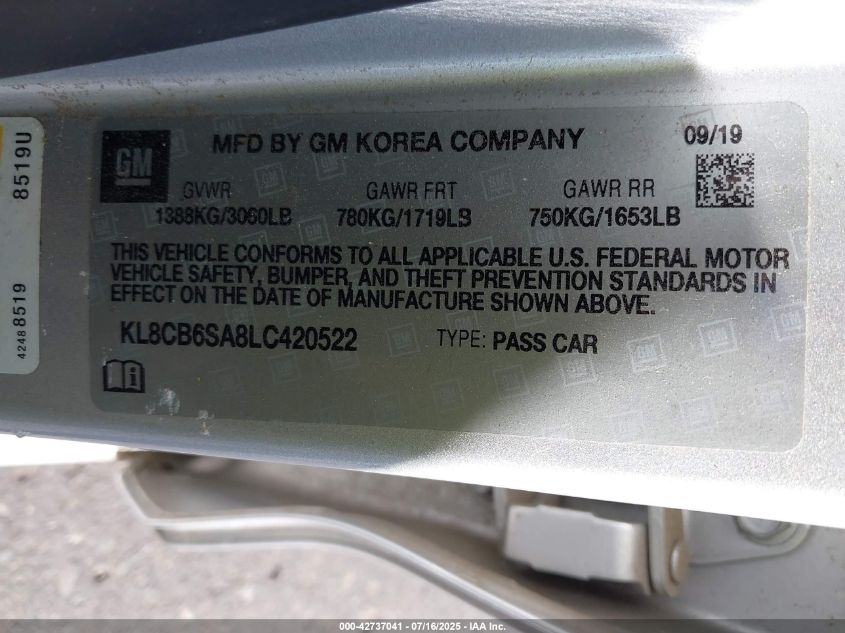 GM
MFD BY GM KOREA COMPANY 09/19
GVWR GAWR FRT GAWR RR
1388KG/3060LB 780KG/1719LB 750KG/1653LB
THIS VEHICLE CONFORMS TO ALL APPLICABLE U.S. FEDERAL MOTOR
VEHICLE SAFETY, BUMPER, AND THEFT PREVENTION STANDARDS IN
EFFECT ON THE DATE OF MANUFACTURE SHOWN ABOVE.
KL8CB6SA8LC420522 TYPE: PASS CAR
8519U
42488519
000-42737041 - 07/16/2025 - IAA Inc.